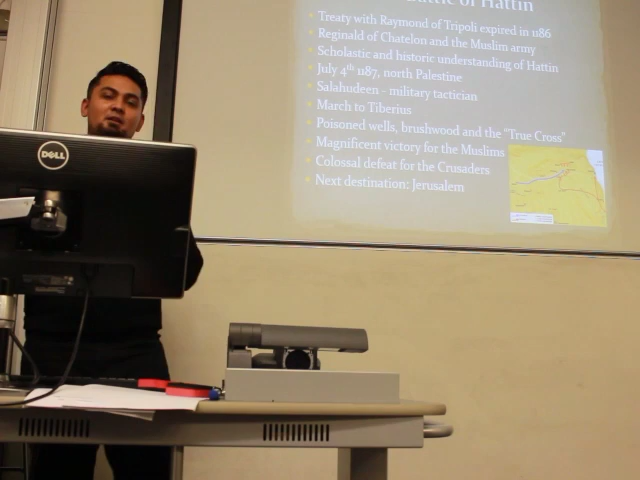 Battle of Hattin
Treaty with Raymond of Tripoli expired in 1186
Reginald of Chatelon and the Muslim army
Scholastic and historic understanding of Hattin
July 4th 1187, north Palestine
Salahudeen - military tactician
March to Tiberius
Poisoned wells, brushwood and the "True Cross"
Magnificent victory for the Muslims
Colossal defeat for the Crusaders
Next destination: Jerusalem
DELL